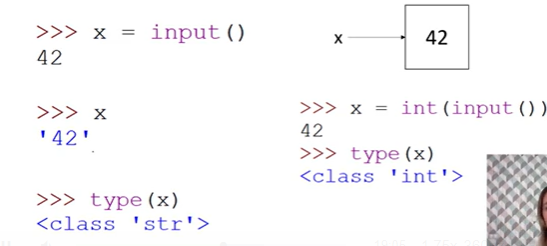 >>> x = input()
42
>>> x
'42'
>>> type(x)
<class 'str'>
x
42
>>> x = int(input())
42
>>> type(x)
<class 'int'>